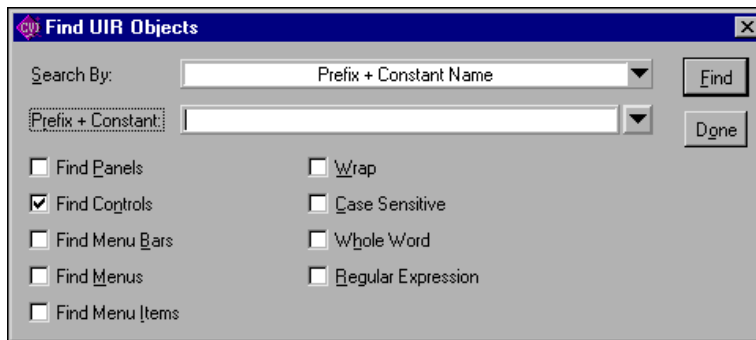 CVI Find UIR Objects
Search By: Prefix + Constant Name Find
Prefix + Constant: Done
Find Panels Wrap
Find Controls Case Sensitive
Find Menu Bars Whole Word
Find Menus Regular Expression
Find Menu Items